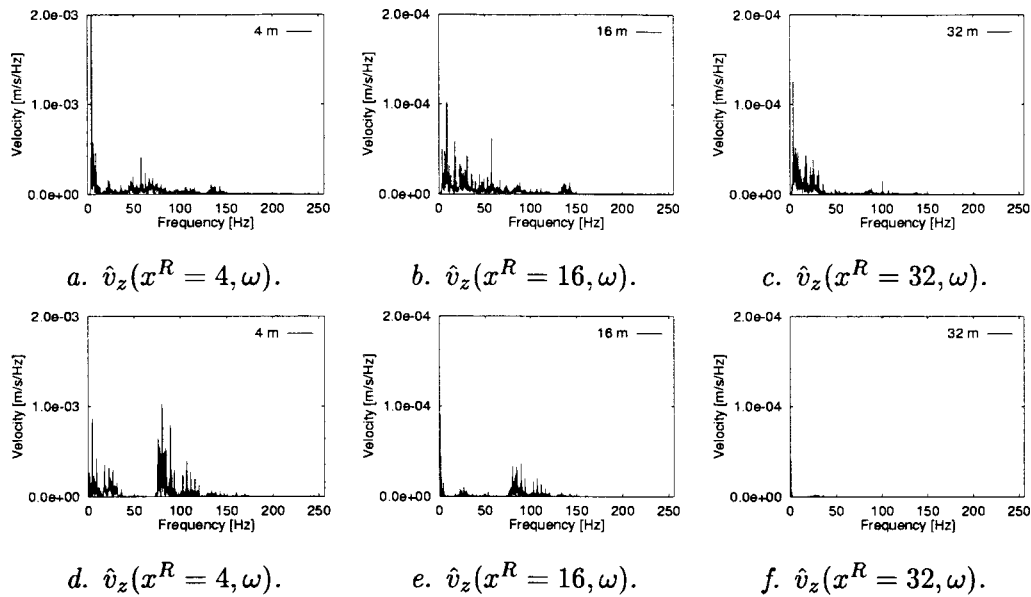 2.0e-03
4 m
Velocity [m/s/Hz]
1.0e-03
0.0e+00
0 50 100 150 200 250
Frequency [Hz]
a. v̂_z(x^R = 4, ω).
2.0e-04
16 m
Velocity [m/s/Hz]
1.0e-04
0.0e+00
0 50 100 150 200 250
Frequency [Hz]
b. v̂_z(x^R = 16, ω).
2.0e-04
32 m
Velocity [m/s/Hz]
1.0e-04
0.0e+00
0 50 100 150 200 250
Frequency [Hz]
c. v̂_z(x^R = 32, ω).
2.0e-03
4 m
Velocity [m/s/Hz]
1.0e-03
0.0e+00
0 50 100 150 200 250
Frequency [Hz]
d. v̂_z(x^R = 4, ω).
2.0e-04
16 m
Velocity [m/s/Hz]
1.0e-04
0.0e+00
0 50 100 150 200 250
Frequency [Hz]
e. v̂_z(x^R = 16, ω).
2.0e-04
32 m
Velocity [m/s/Hz]
1.0e-04
0.0e+00
0 50 100 150 200 250
Frequency [Hz]
f. v̂_z(x^R = 32, ω).